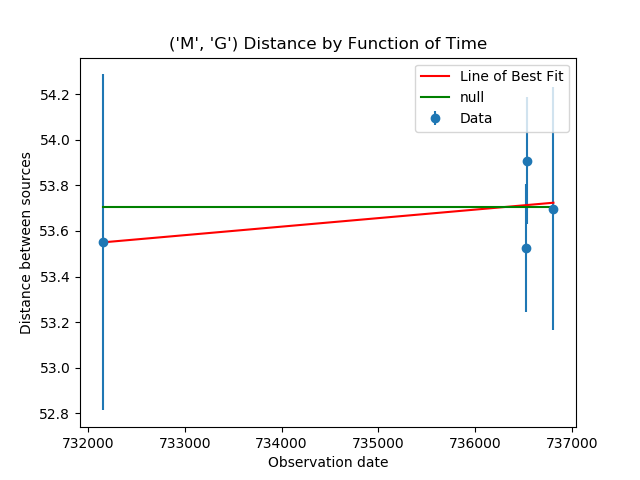 ('M', 'G') Distance by Function of Time
Line of Best Fit
null
Data
Distance between sources
54.2
54.0
53.8
53.6
53.4
53.2
53.0
52.8
732000 733000 734000 735000 736000 737000
Observation date